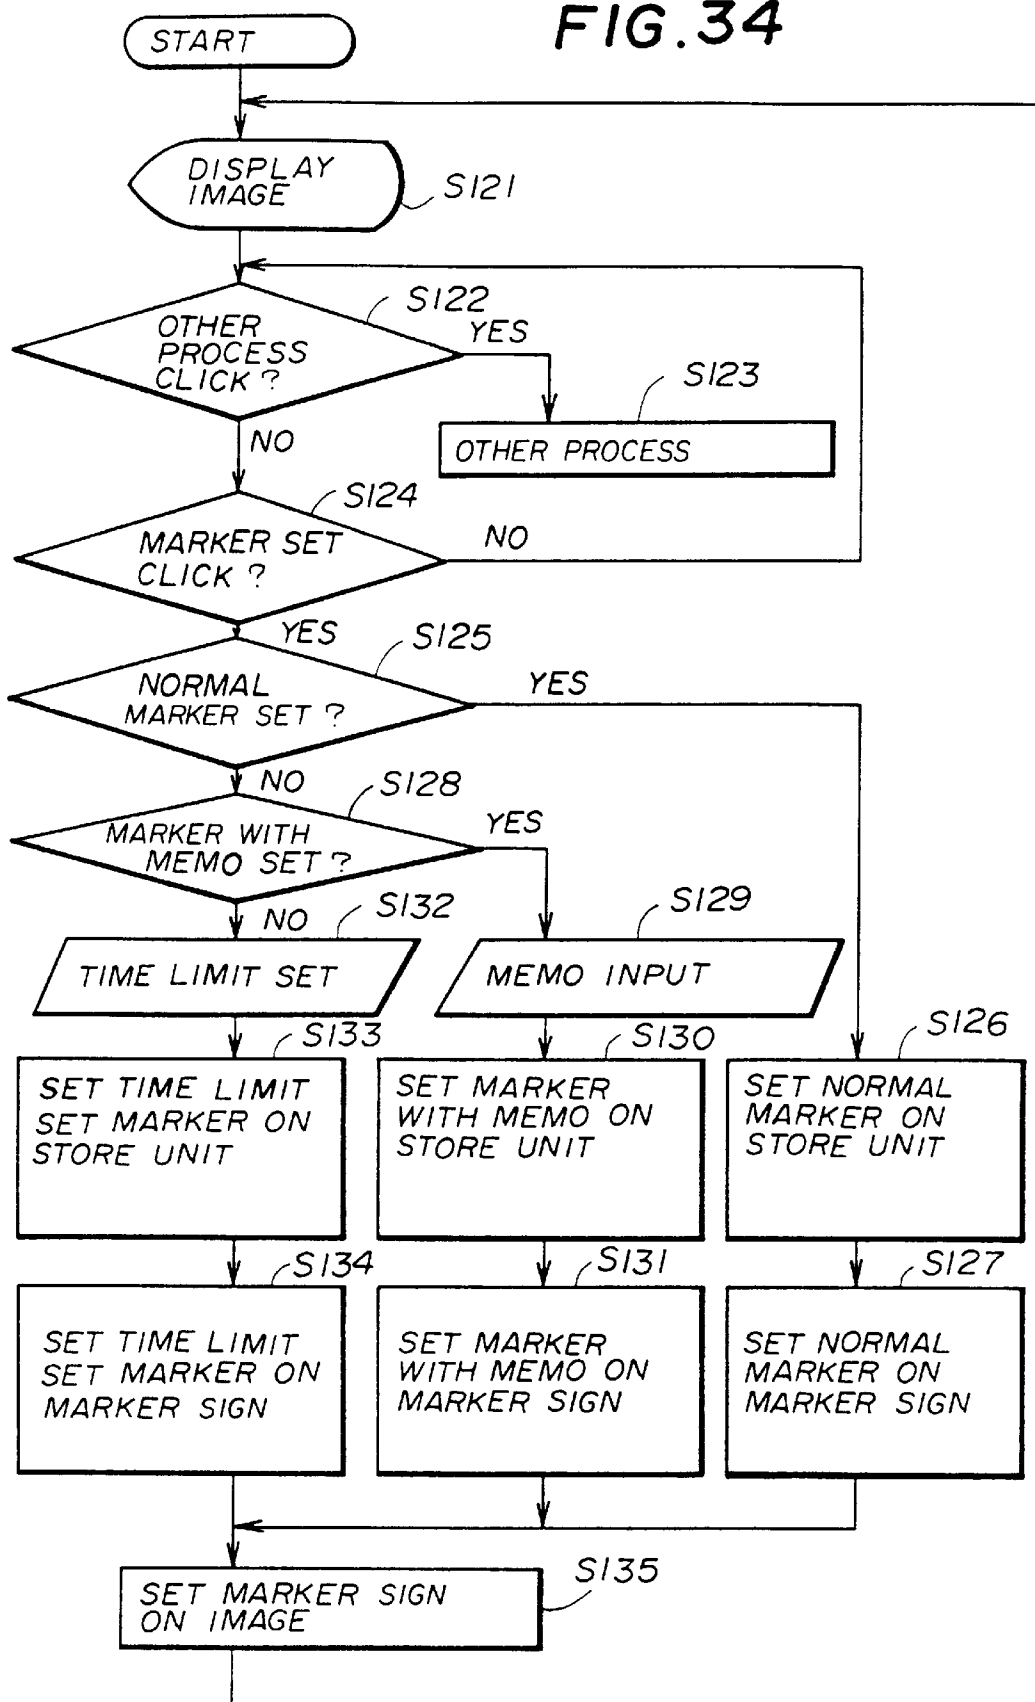 FIG.34
START
DISPLAY
IMAGE
S121
S122
OTHER
PROCESS
CLICK?
YES
S123
OTHER PROCESS
NO
S124
MARKER SET
CLICK?
NO
YES
S125
NORMAL
MARKER SET?
YES
NO
S128
MARKER WITH
MEMO SET?
YES
NO
S132
TIME LIMIT SET
S129
MEMO INPUT
S133
SET TIME LIMIT
SET MARKER ON
STORE UNIT
S130
SET MARKER
WITH MEMO ON
STORE UNIT
S126
SET NORMAL
MARKER ON
STORE UNIT
S134
SET TIME LIMIT
SET MARKER ON
MARKER SIGN
S131
SET MARKER
WITH MEMO ON
MARKER SIGN
S127
SET NORMAL
MARKER ON
MARKER SIGN
S135
SET MARKER SIGN
ON IMAGE